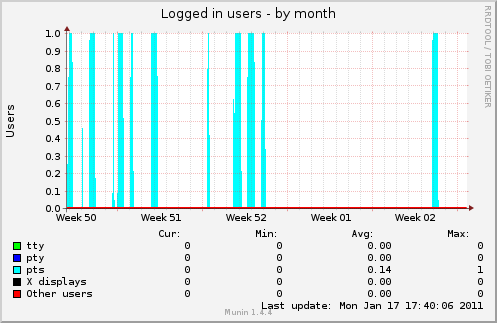 Logged in users - by month
RRDTOOL / TOBI OETIKER
Users
1.0
0.9
0.8
0.7
0.6
0.5
0.4
0.3
0.2
0.1
0.0
Week 50 Week 51 Week 52 Week 01 Week 02
Cur: Min: Avg: Max:
tty 0 0 0.00 0
pty 0 0 0.00 0
pts 0 0 0.14 1
X displays 0 0 0.00 0
Other users 0 0 0.00 0
Last update: Mon Jan 17 17:40:06 2011
Munin 1.4.4